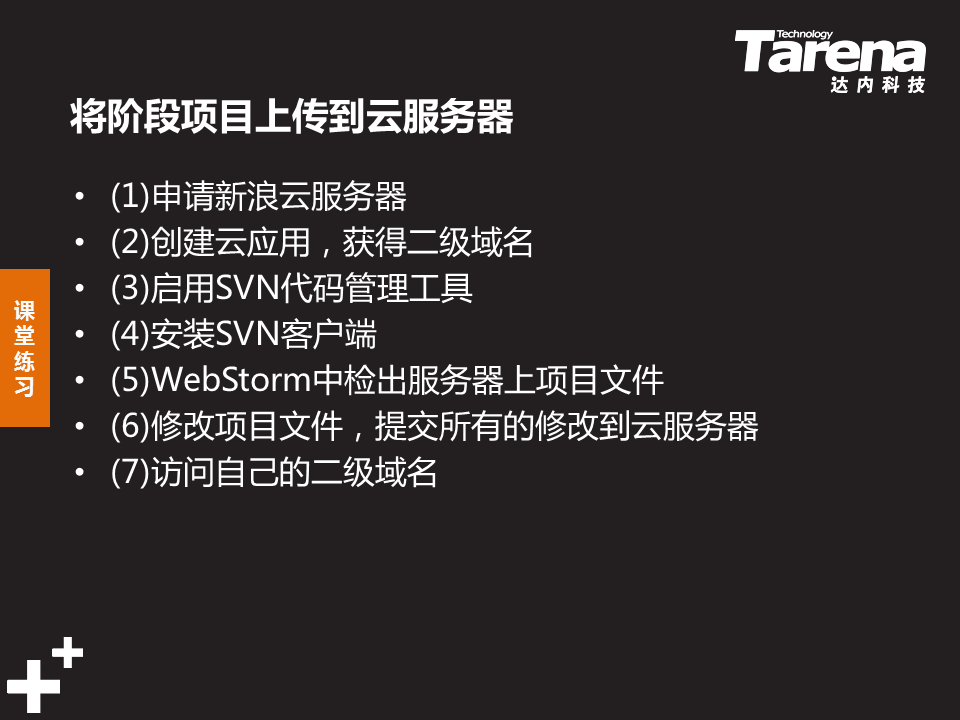 Technology
Tarena
达内科技
将阶段项目上传到云服务器
• (1)申请新浪云服务器
• (2)创建云应用，获得二级域名
• (3)启用SVN代码管理工具
• (4)安装SVN客户端
• (5)WebStorm中检出服务器上项目文件
• (6)修改项目文件，提交所有的修改到云服务器
• (7)访问自己的二级域名
课堂练习